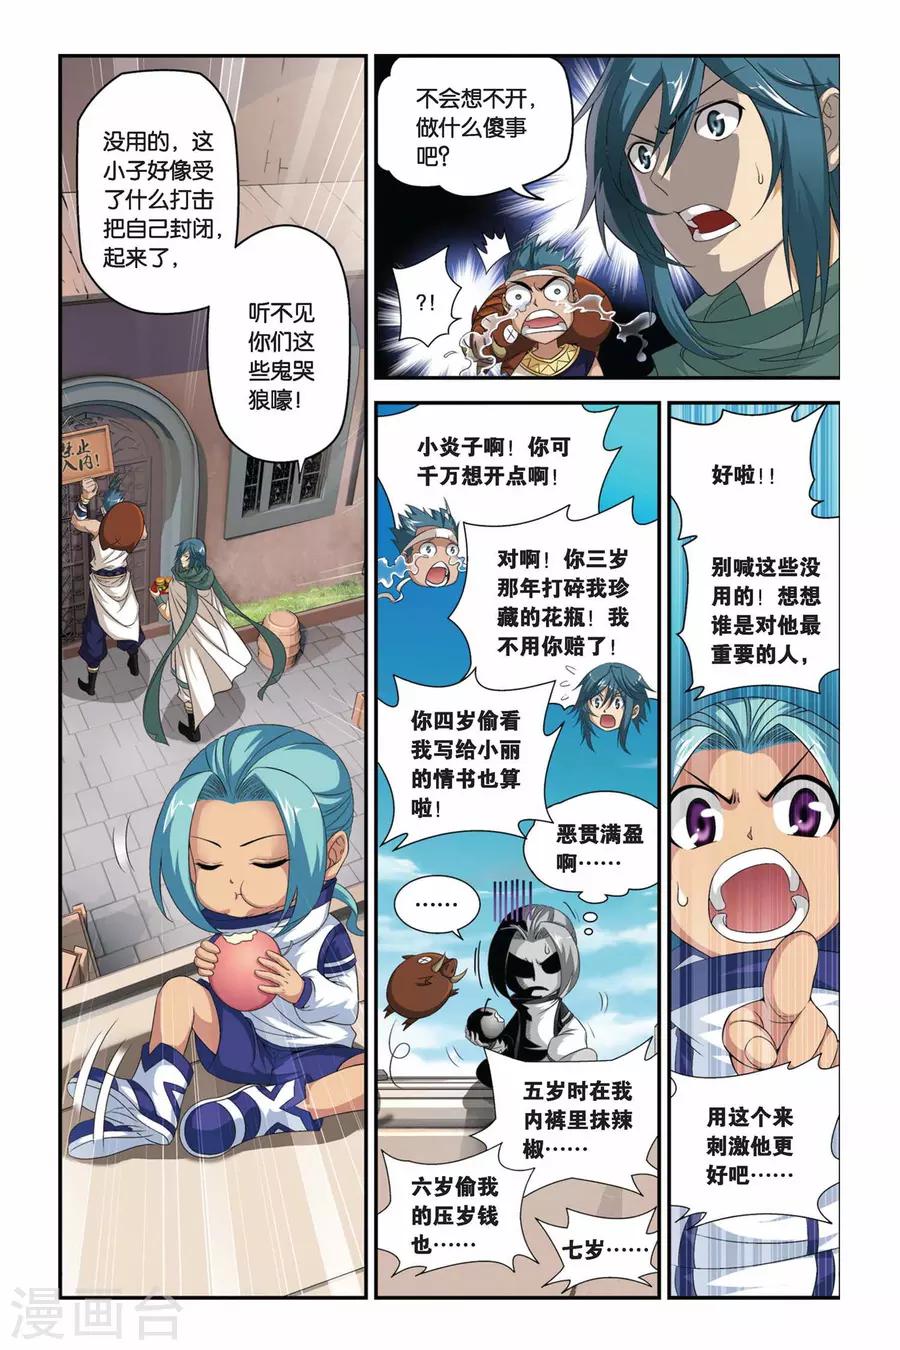 没用的，这
小子好像受
了什么打击
把自己封闭，
起来了，
听不见
你们这
些鬼哭
狼嚎！
禁止
入内！
不会想不开，
做什么傻事
吧？
?!
小炎子啊！你可
千万想开点啊！
对啊！你三岁
那年打碎我珍
藏的花瓶！我
不用你赔了！
你四岁偷看
我写给小丽
的情书也算
啦！
恶贯满盈
啊……
……
五岁时在我
内裤里抹辣
椒……
六岁偷我
的压岁钱
也……
七岁……
好啦！！
别喊这些没
用的！想想
谁是对他最
重要的人，
用这个来
刺激他更
好吧……
漫画台